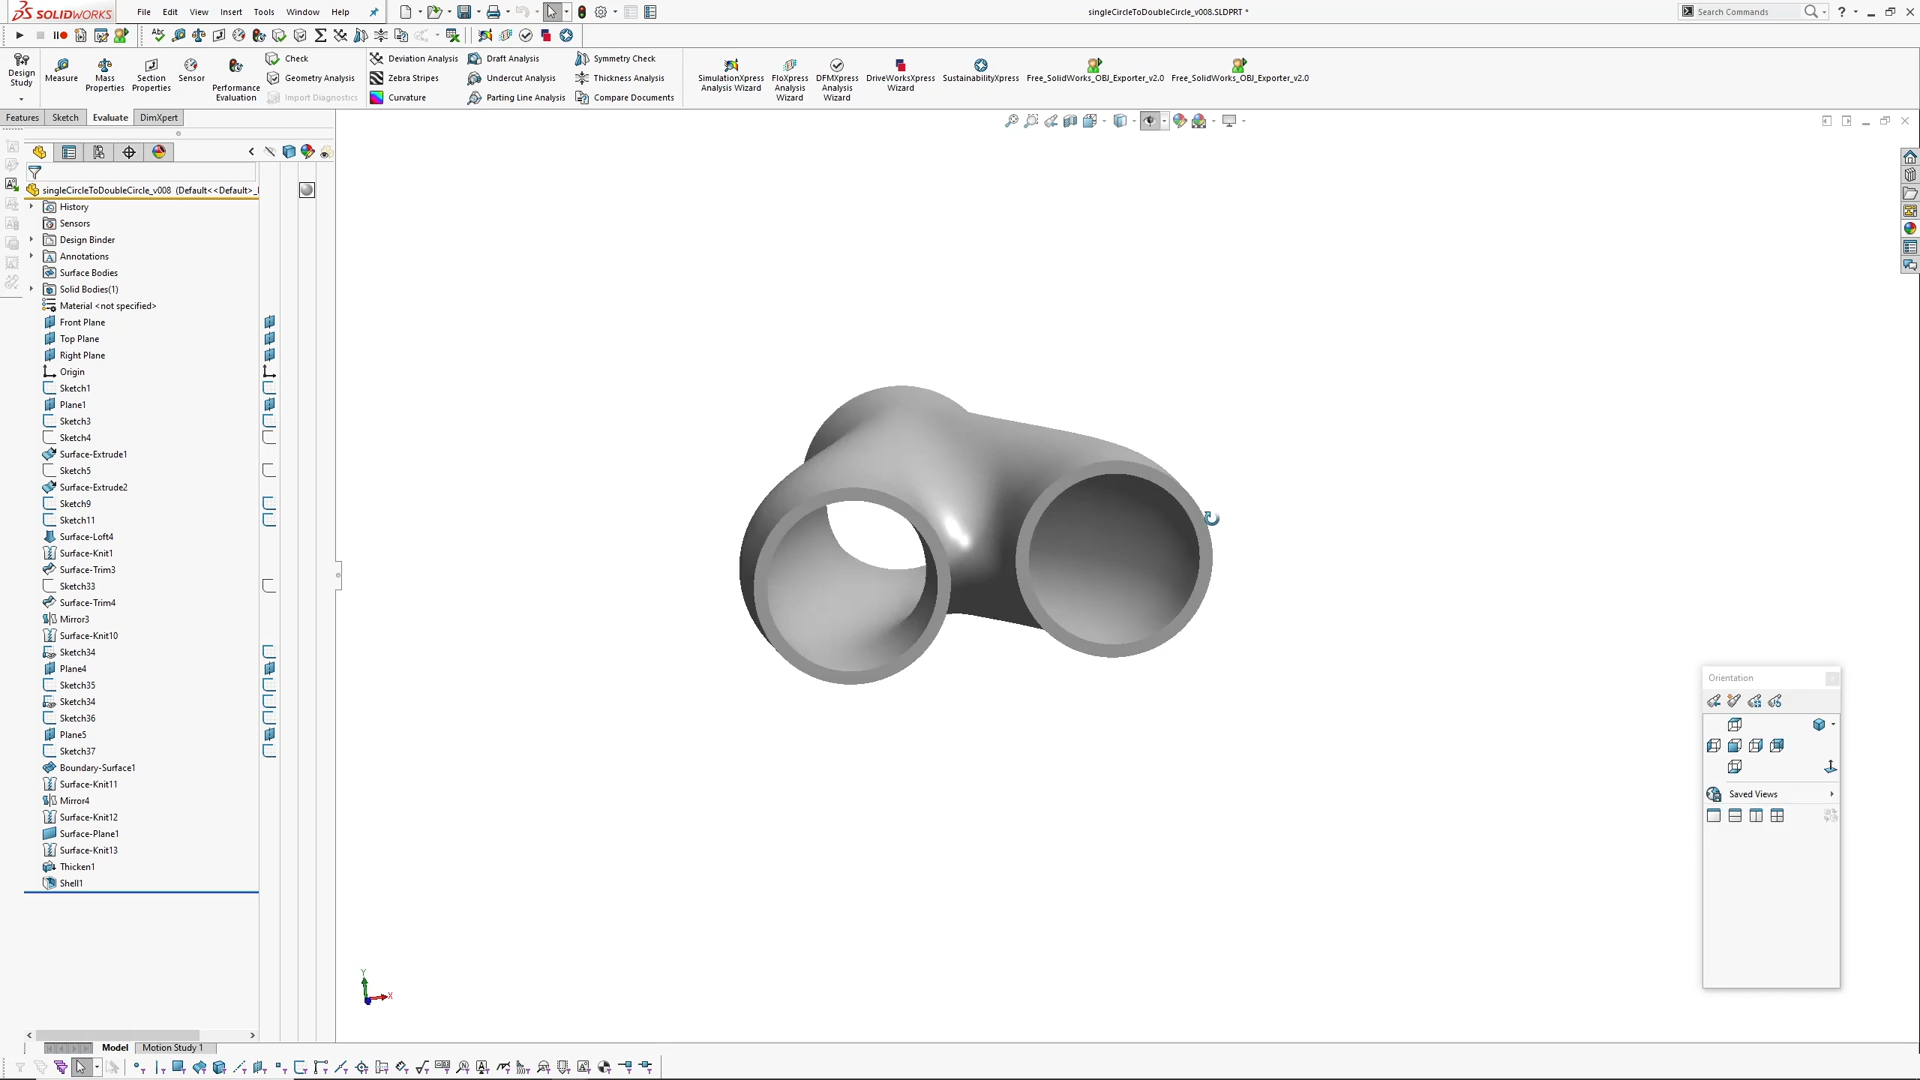 SOLIDWORKS
File Edit View Insert Tools Window Help
singleCircleToDoubleCircle_v008.SLDPRT *
Search Commands
Design Study
Measure
Mass Properties
Section Properties
Sensor
Performance Evaluation
Check
Geometry Analysis
Import Diagnostics
Deviation Analysis
Zebra Stripes
Curvature
Draft Analysis
Undercut Analysis
Parting Line Analysis
Symmetry Check
Thickness Analysis
Compare Documents
SimulationXpress Analysis Wizard
FloXpress Analysis Wizard
DFMXpress Analysis Wizard
DriveWorksXpress Wizard
SustainabilityXpress
Free_SolidWorks_OBJ_Exporter_v2.0
Free_SolidWorks_OBJ_Exporter_v2.0
Features Sketch Evaluate DimXpert
singleCircleToDoubleCircle_v008 (Default<<Default>_
History
Sensors
Design Binder
Annotations
Surface Bodies
Solid Bodies(1)
Material <not specified>
Front Plane
Top Plane
Right Plane
Origin
Sketch1
Plane1
Sketch3
Sketch4
Surface-Extrude1
Sketch5
Surface-Extrude2
Sketch9
Sketch11
Surface-Loft4
Surface-Knit1
Surface-Trim3
Sketch33
Surface-Trim4
Mirror3
Surface-Knit10
Sketch34
Plane4
Sketch35
Sketch34
Sketch36
Plane5
Sketch37
Boundary-Surface1
Surface-Knit11
Mirror4
Surface-Knit12
Surface-Plane1
Surface-Knit13
Thicken1
Shell1
Orientation
Saved Views
Y
X
Model Motion Study 1